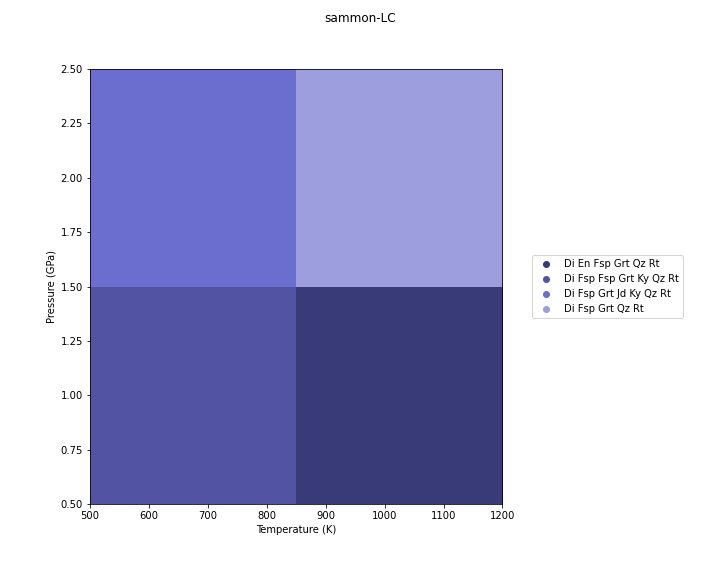 sammon-LC
2.50
2.25
2.00
1.75
1.50
1.25
1.00
0.75
0.50
Pressure (GPa)
500 600 700 800 900 1000 1100 1200
Temperature (K)
Di En Fsp Grt Qz Rt
Di Fsp Fsp Grt Ky Qz Rt
Di Fsp Grt Jd Ky Qz Rt
Di Fsp Grt Qz Rt